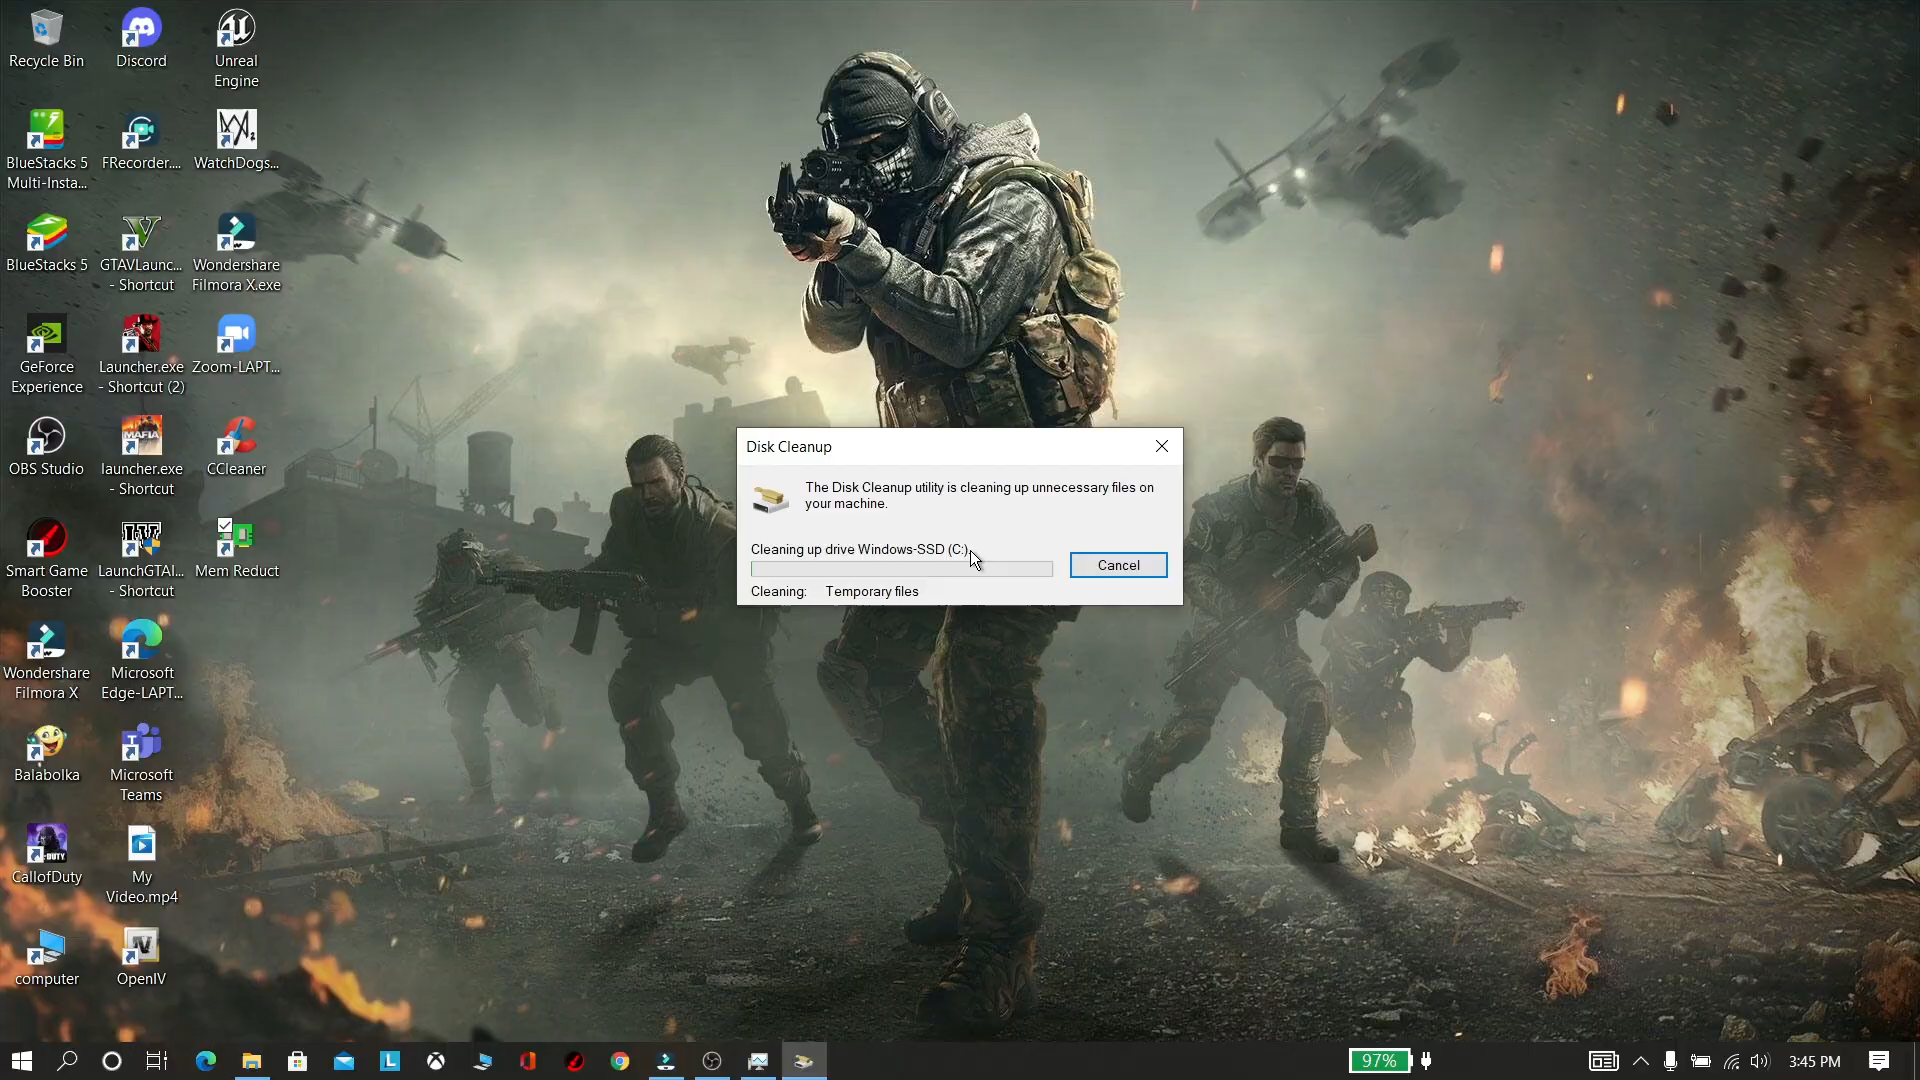 Recycle Bin
Discord
Unreal
Engine
BlueStacks 5
Multi-Insta...
FRecorder....
WatchDogs...
BlueStacks 5
GTAVLaunc...
- Shortcut
Wondershare
Filmora X.exe
GeForce
Experience
Launcher.exe
- Shortcut (2)
Zoom-LAPT...
OBS Studio
MAFIA
launcher.exe
- Shortcut
CCleaner
Smart Game
Booster
IV
LaunchGTAI...
- Shortcut
Mem Reduct
Wondershare
Filmora X
Microsoft
Edge-LAPT...
Balabolka
Microsoft
Teams
CallofDuty
My
Video.mp4
computer
IV
OpenIV
Disk Cleanup
The Disk Cleanup utility is cleaning up unnecessary files on
your machine.
Cleaning up drive Windows-SSD (C:).
Cancel
Cleaning: Temporary files
97%
3:45 PM